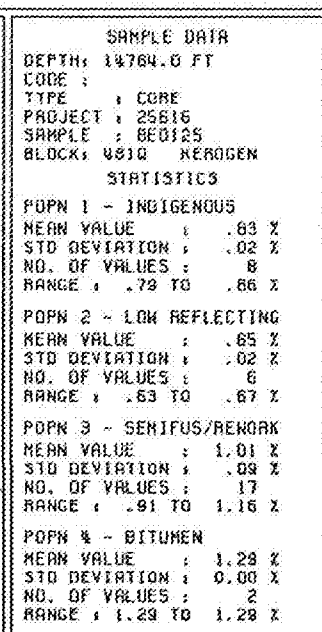 SAMPLE DATA
DEPTH: 14764.0 FT
CODE :
TYPE : CORE
PROJECT : 25616
SAMPLE : BE0125
BLOCK: 481Q KEROGEN
STATISTICS
POPN 1 - INDIGENOUS
MEAN VALUE : .83 %
STD DEVIATION : .02 %
NO. OF VALUES : 8
RANGE : .79 TO .86 %
POPN 2 - LOW REFLECTING
MEAN VALUE : .65 %
STD DEVIATION : .02 %
NO. OF VALUES : 6
RANGE : .63 TO .67 %
POPN 3 - SEMIFUS/REWORK
MEAN VALUE : 1.01 %
STD DEVIATION : .09 %
NO. OF VALUES : 17
RANGE : .91 TO 1.16 %
POPN 4 - BITUMEN
MEAN VALUE : 1.29 %
STD DEVIATION : 0.00 %
NO. OF VALUES : 2
RANGE : 1.29 TO 1.29 %